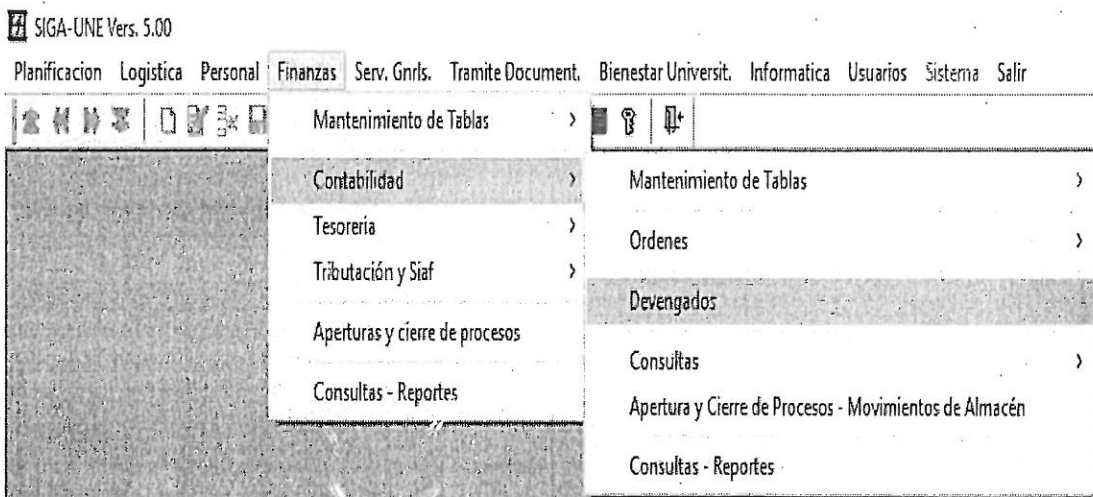 SIGA-UNE Vers. 5.00
Planificacion Logistica Personal Finanzas Serv. Gnrls. Tramite Document. Bienestar Universit. Informatica Usuarios Sistema Salir
Mantenimiento de Tablas >
Contabilidad >
Tesoreria >
Tributación y Siaf >
Aperturas y cierre de procesos
Consultas - Reportes
Mantenimiento de Tablas >
Ordenes >
Devengados
Consultas >
Apertura y Cierre de Procesos - Movimientos de Almacén
Consultas - Reportes